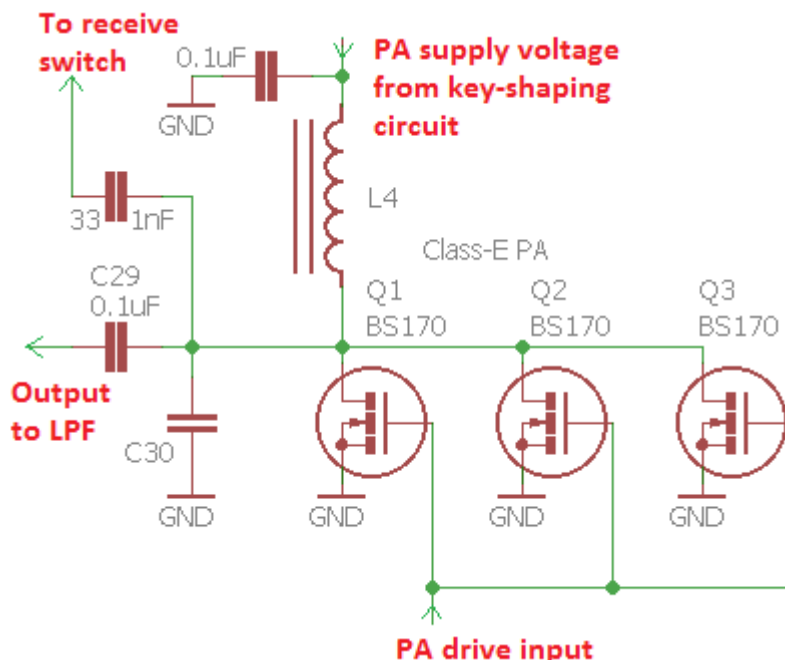 To receive
switch
0.1uF
GND
PA supply voltage
from key-shaping
circuit
33 1nF
L4
Class-E PA
C29
0.1uF
Q1
BS170
Q2
BS170
Q3
BS170
Output
to LPF
C30
GND
GND
GND
GND
PA drive input